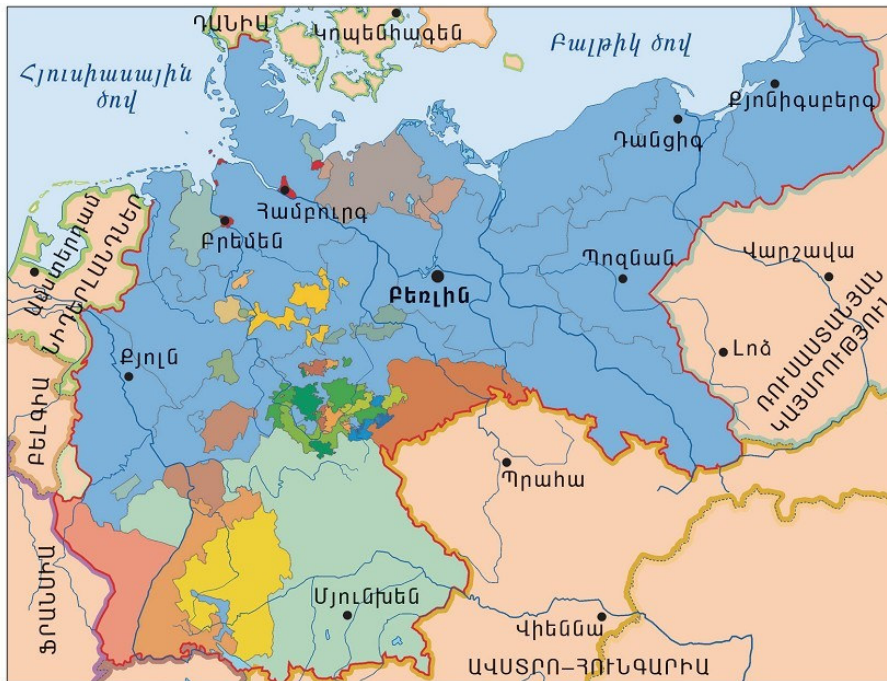 ԴԱՆԻԱ
Կոպենհագեն
Բալթիկ ծով
Հյուսիսային
ծով
Քյոնիգսբերգ
Դանցիգ
Համբուրգ
Բրեմեն
Ամստերդամ
ՆԻԴԵՐԼԱՆԴՆԵՐ
Բեռլին
Պոզնան
Վարշավա
Լոձ
ՌՈՒՍԱՍՏԱՆՅԱՆ
ԿԱՅՍՐՈՒԹՅՈՒՆ
Քյոլն
ԲԵԼԳԻԱ
Պրահա
ՖՐԱՆՍԻԱ
Մյունխեն
Վիեննա
ԱՎՍՏՐՈ–ՀՈՒՆԳԱՐԻԱ